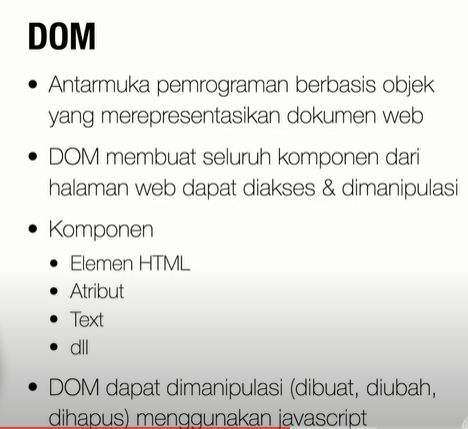 DOM
• Antarmuka pemrograman berbasis objek
yang merepresentasikan dokumen web
• DOM membuat seluruh komponen dari
halaman web dapat diakses & dimanipulasi
• Komponen
• Elemen HTML
• Atribut
• Text
• dll
• DOM dapat dimanipulasi (dibuat, diubah,
dihapus) menggunakan javascript